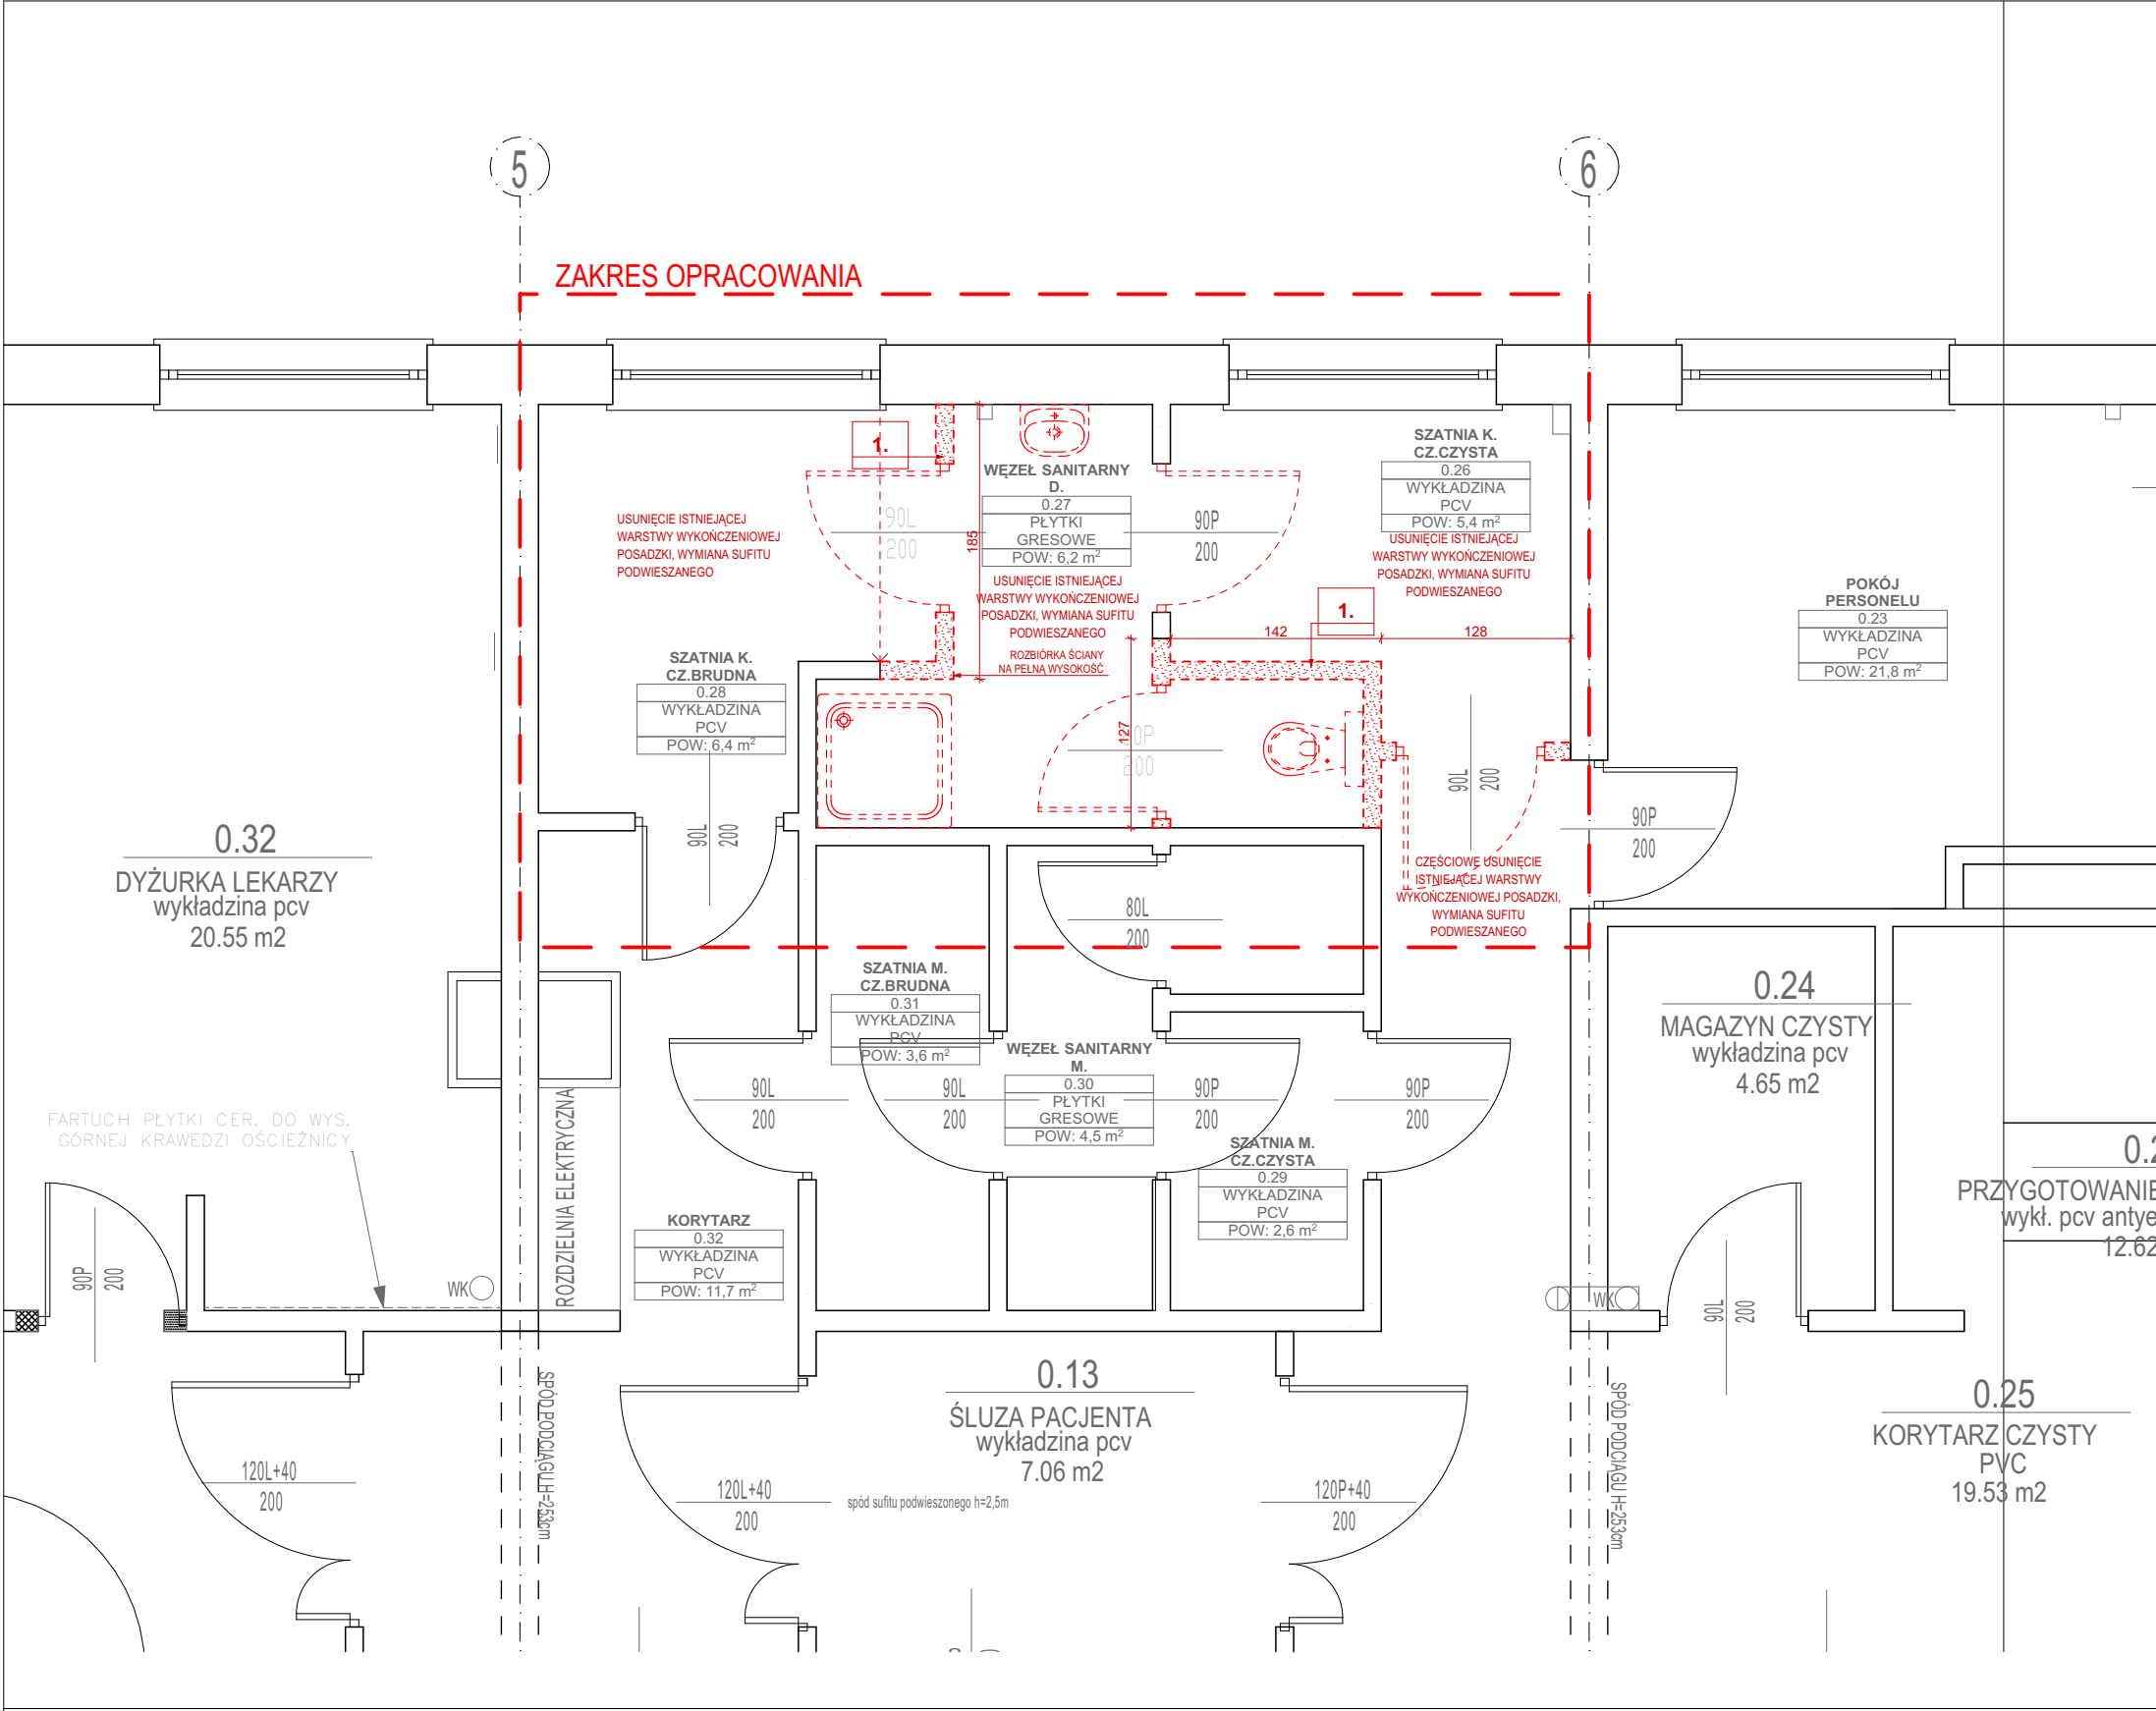 5
6
ZAKRES OPRACOWANIA
1.
WĘZEŁ SANITARNY
D.
0.27
PŁYTKI
GRESOWE
POW: 6,2 m²
SZATNIA K.
CZ.CZYSTA
0.26
WYKŁADZINA
PCV
POW: 5,4 m²
USUNIĘCIE ISTNIEJĄCEJ
WARSTWY WYKOŃCZENIOWEJ
POSADZKI, WYMIANA SUFITU
PODWIESZANEGO
90L
200
185
90P
200
USUNIĘCIE ISTNIEJĄCEJ
WARSTWY WYKOŃCZENIOWEJ
POSADZKI, WYMIANA SUFITU
PODWIESZANEGO
USUNIĘCIE ISTNIEJĄCEJ
WARSTWY WYKOŃCZENIOWEJ
POSADZKI, WYMIANA SUFITU
PODWIESZANEGO
1.
142
128
ROZBIÓRKA ŚCIANY
NA PEŁNĄ WYSOKOŚĆ
POKÓJ
PERSONELU
0.23
WYKŁADZINA
PCV
POW: 21,8 m²
SZATNIA K.
CZ.BRUDNA
0.28
WYKŁADZINA
PCV
POW: 6,4 m²
127
200
90L
200
90L
200
90P
200
0.32
DYŻURKA LEKARZY
wykładzina pcv
20.55 m2
CZĘŚCIOWE USUNIĘCIE
ISTNIEJĄCEJ WARSTWY
WYKOŃCZENIOWEJ POSADZKI,
WYMIANA SUFITU
PODWIESZANEGO
80L
200
SZATNIA M.
CZ.BRUDNA
0.31
WYKŁADZINA
PCV
POW: 3,6 m²
0.24
MAGAZYN CZYSTY
wykładzina pcv
4.65 m2
WĘZEŁ SANITARNY
M.
0.30
PŁYTKI
GRESOWE
POW: 4,5 m²
90L
200
90L
200
90P
200
90P
200
FARTUCH PŁYTKI CER. DO WYS.
GÓRNEJ KRAWEDZI OŚCIEŻNICY
ROZDZIELNIA ELEKTRYCZNA
SZATNIA M.
CZ.CZYSTA
0.29
WYKŁADZINA
PCV
POW: 2,6 m²
0.2
PRZYGOTOWANIE
wykł. pcv antye
12.62
KORYTARZ
0.32
WYKŁADZINA
PCV
POW: 11,7 m²
90P
200
WK
WK
90L
200
0.13
ŚLUZA PACJENTA
wykładzina pcv
7.06 m2
SPÓD PODCIĄGU H=253cm
SPÓD PODCIAGU H=253cm
0.25
KORYTARZ CZYSTY
PVC
19.53 m2
120L+40
200
120L+40
200
spód sufitu podwieszonego h=2,5m
120P+40
200